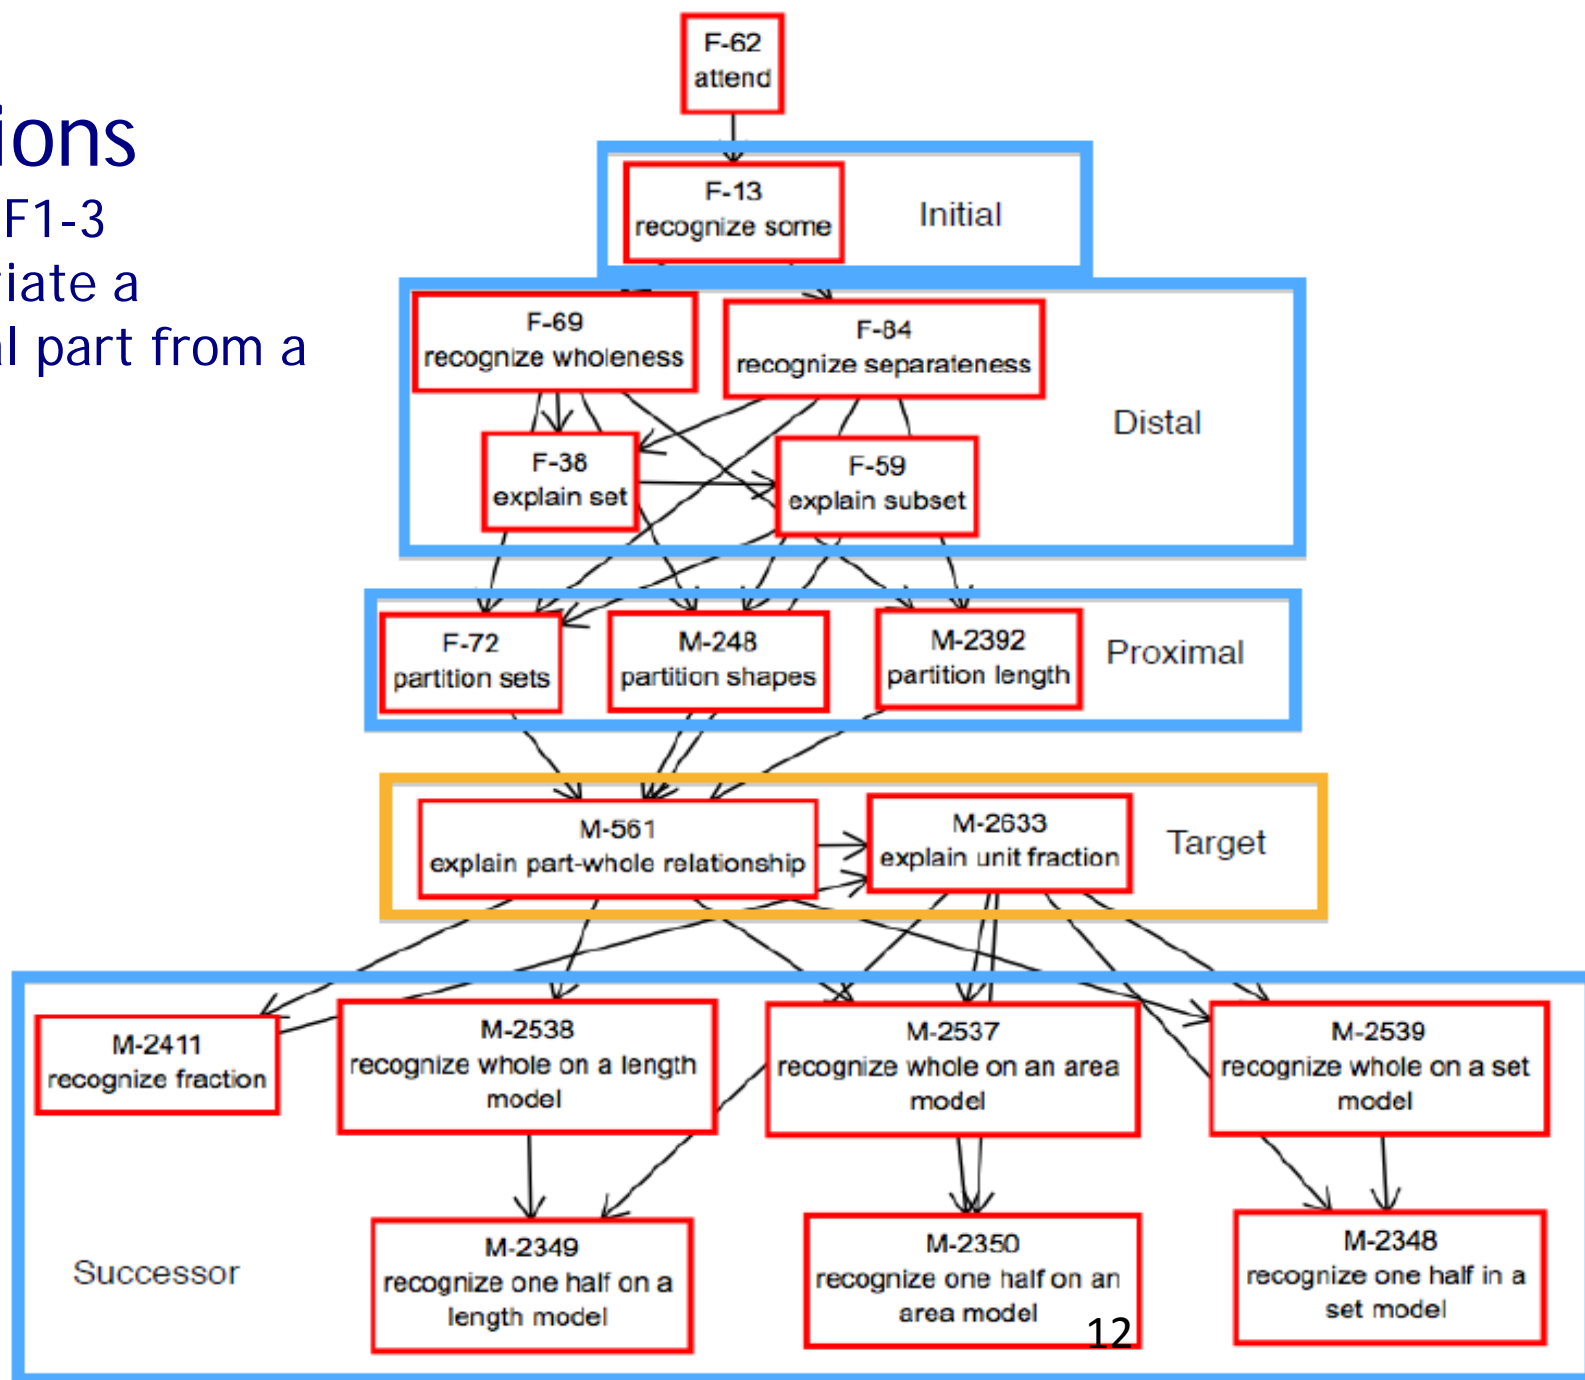 ions
F1-3
iate a
l part from a
F-62
attend
F-13
recognize some
Initial
F-69
recognize wholeness
F-84
recognize separateness
Distal
F-38
explain set
F-59
explain subset
F-72
partition sets
M-248
partition shapes
M-2392
partition length
Proximal
M-561
explain part-whole relationship
M-2633
explain unit fraction
Target
M-2411
recognize fraction
M-2538
recognize whole on a length
model
M-2537
recognize whole on an area
model
M-2539
recognize whole on a set
model
Successor
M-2349
recognize one half on a
length model
M-2350
recognize one half on an
area model
M-2348
recognize one half in a
set model
12